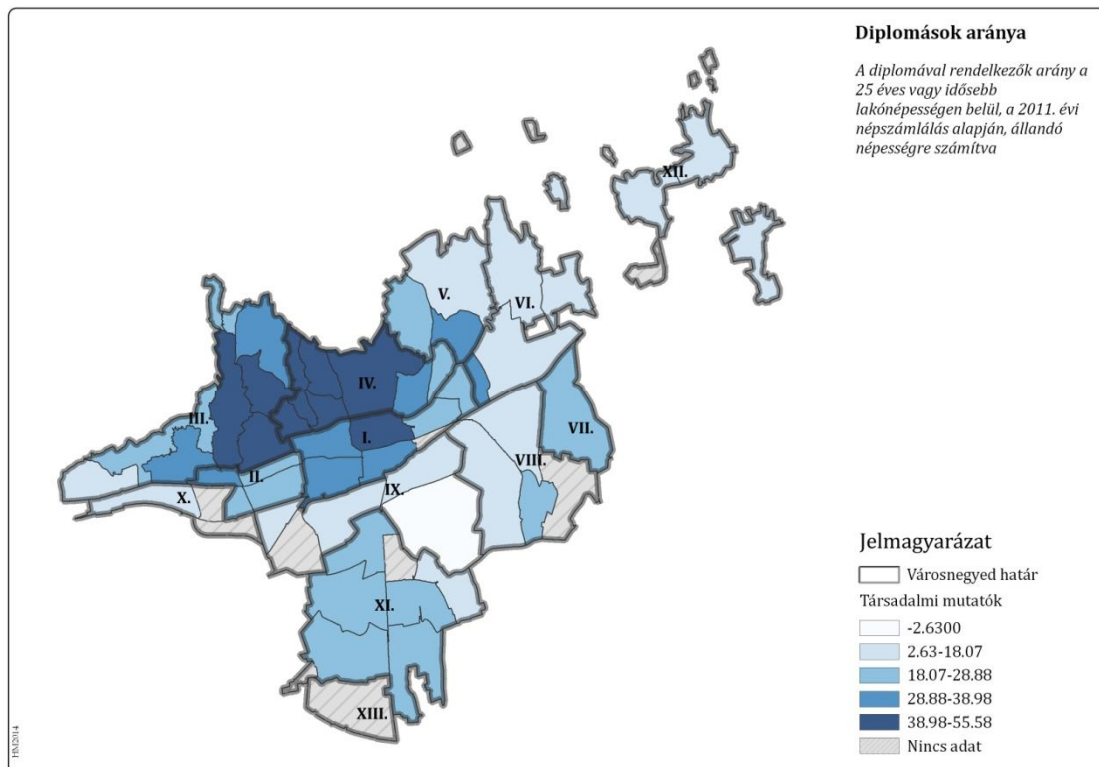 Diplomások aránya
A diplomával rendelkezők arány a
25 éves vagy idősebb
lakónépességen belül, a 2011. évi
népszámlálás alapján, állandó
népességre számítva
XII.
V.
VI.
IV.
III.
I.
VII.
II.
VIII.
X.
IX.
XI.
XIII.
Jelmagyarázat
Városnegyed határ
Társadalmi mutatók
-2.6300
2.63-18.07
18.07-28.88
28.88-38.98
38.98-55.58
Nincs adat
HM2014